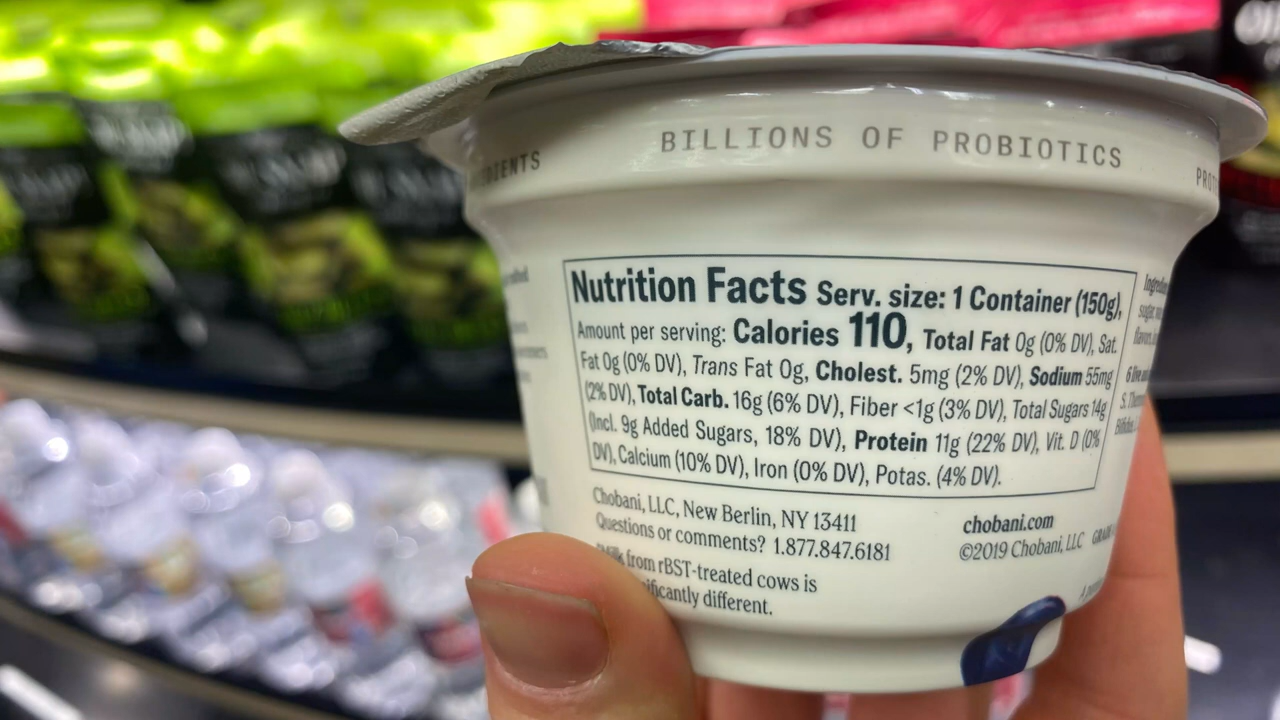 BILLIONS OF PROBIOTICS
Nutrition Facts Serv. size: 1 Container (150g),
Amount per serving: Calories 110, Total Fat 0g (0% DV), Sat.
Fat 0g (0% DV), Trans Fat 0g, Cholest. 5mg (2% DV), Sodium 55mg
(2% DV), Total Carb. 16g (6% DV), Fiber <1g (3% DV), Total Sugars 14g
(Incl. 9g Added Sugars, 18% DV), Protein 11g (22% DV), Vit. D (0%
DV), Calcium (10% DV), Iron (0% DV), Potas. (4% DV).
Chobani, LLC, New Berlin, NY 13411
Questions or comments? 1.877.847.6181
chobani.com
©2019 Chobani, LLC
from rBST-treated cows is
different.